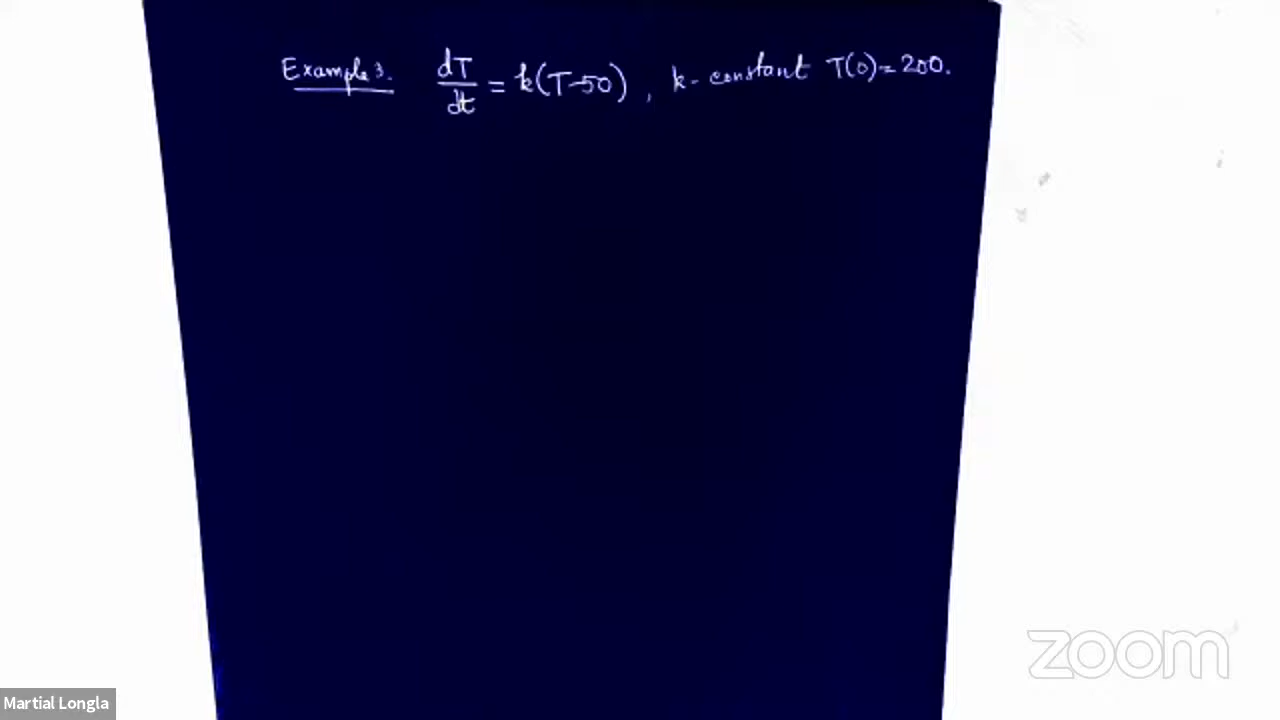 Example 3. dT/dt = k(T-50), k- constant T(0)=200.
zoom
Martial Longla